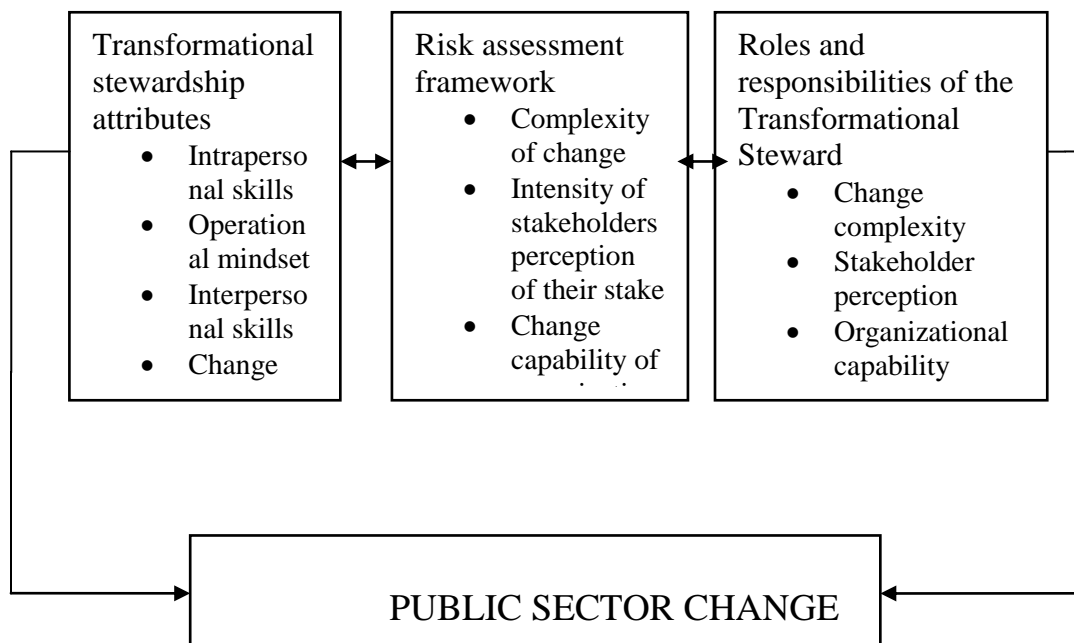 Transformational
stewardship
attributes
• Intraperso
nal skills
• Operation
al mindset
• Interperso
nal skills
• Change
Risk assessment
framework
• Complexity
of change
• Intensity of
stakeholders
perception
of their stake
• Change
capability of
Roles and
responsibilities of the
Transformational
Steward
• Change
complexity
• Stakeholder
perception
• Organizational
capability
PUBLIC SECTOR CHANGE